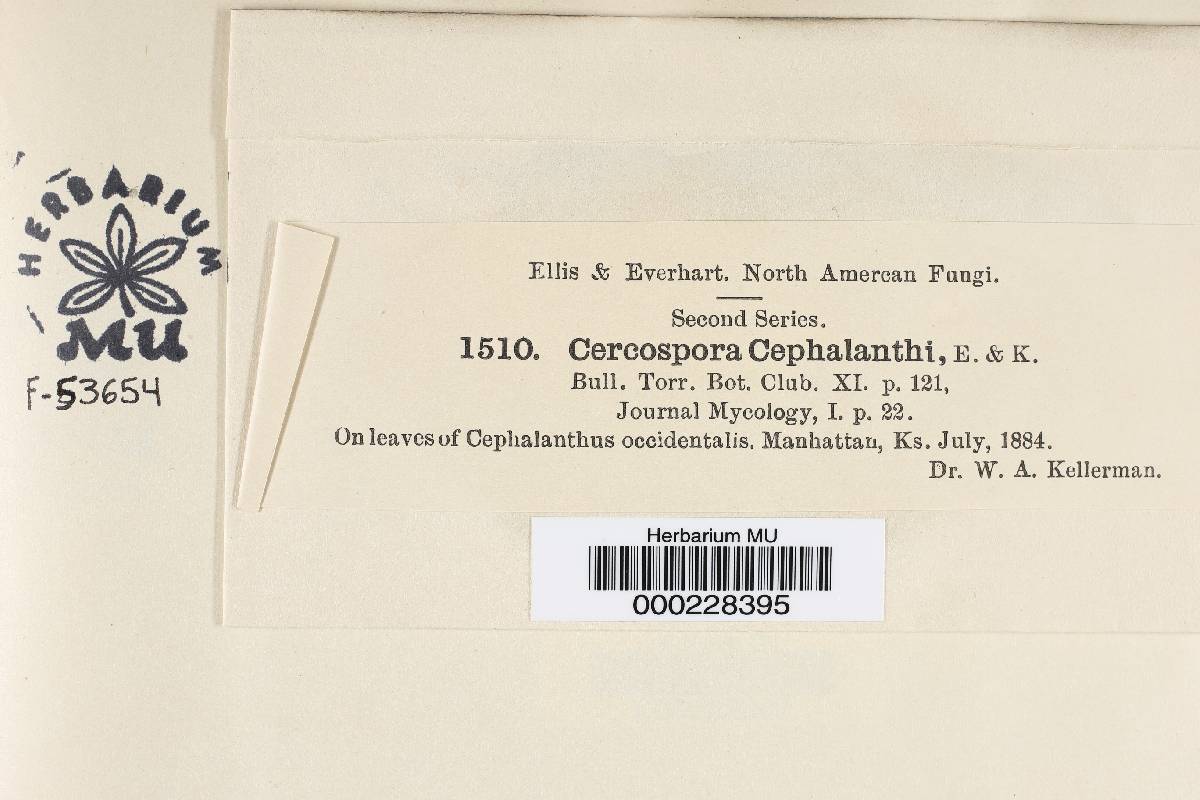 HERBARIUM
MU
F-53654
Ellis & Everhart. North Amercan Fungi.
Second Series.
1510. Cercospora Cephalanthi, E. & K.
Bull. Torr. Bot. Club. XI. p. 121,
Journal Mycology, I. p. 22.
On leaves of Cephalanthus occidentalis. Manhattan, Ks. July, 1884.
Dr. W. A. Kellerman.
Herbarium MU
000228395